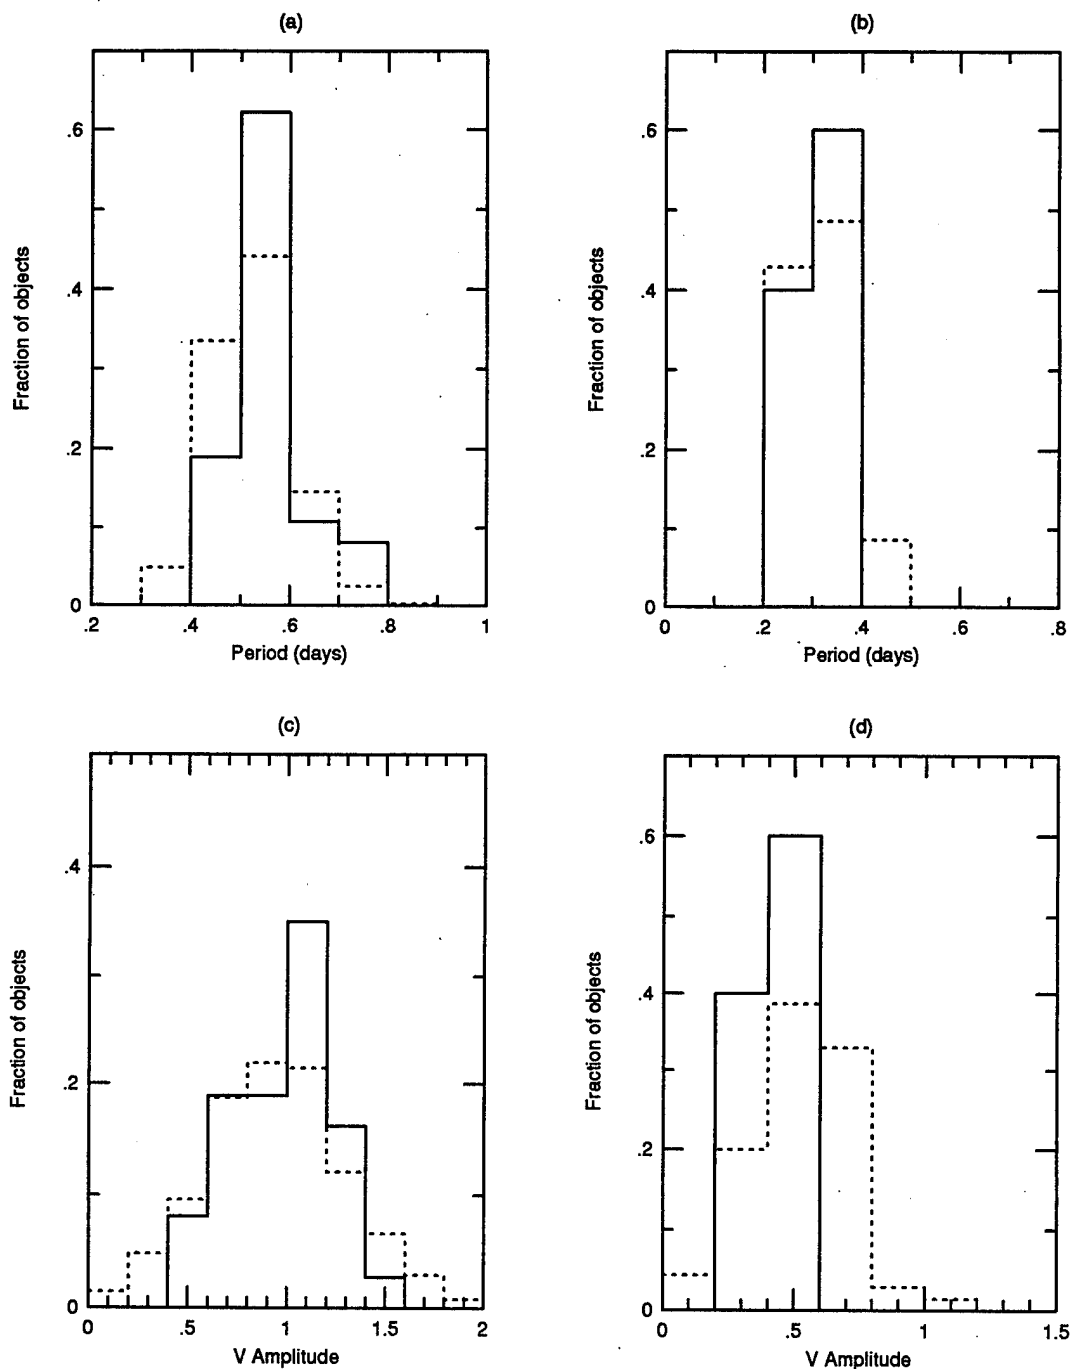 (a)
.6
.4
.2
0
.2 .4 .6 .8 1
Fraction of objects
Period (days)
(b)
.6
.4
.2
0
0 .2 .4 .6 .8
Fraction of objects
Period (days)
(c)
.4
.2
0
0 .5 1 1.5 2
Fraction of objects
V Amplitude
(d)
.6
.4
.2
0
0 .5 1 1.5
Fraction of objects
V Amplitude